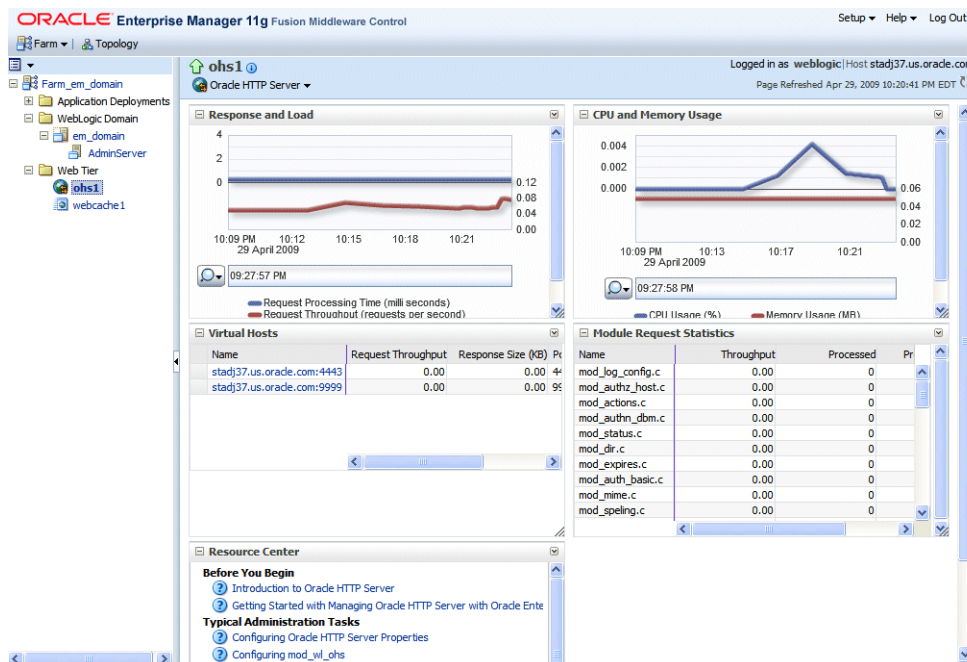 ORACLE Enterprise Manager 11g Fusion Middleware Control
Setup Help Log Out
Farm | Topology
Farm_em_domain
Application Deployments
WebLogic Domain
em_domain
AdminServer
Web Tier
ohs1
webcache1
ohs1
Logged in as weblogic|Host stadj37.us.oracle.co
Oracle HTTP Server
Page Refreshed Apr 29, 2009 10:20:41 PM EDT
Response and Load
4
2
0
0.12
0.08
0.04
0.00
10:09 PM 10:12 10:15 10:18 10:21
29 April 2009
09:27:57 PM
Request Processing Time (milli seconds)
Request Throughput (requests per second)
CPU and Memory Usage
0.004
0.002
0.000
0.06
0.04
0.02
0.00
10:09 PM 10:13 10:17 10:21
29 April 2009
09:27:58 PM
CPU Usage (%) Memory Usage (MB)
Virtual Hosts
Name Request Throughput Response Size (KB) Po
stadj37.us.oracle.com:4443 0.00 0.00 44
stadj37.us.oracle.com:9999 0.00 0.00 99
Module Request Statistics
Name Throughput Processed Pr
mod_log_config.c 0.00 0
mod_authz_host.c 0.00 0
mod_actions.c 0.00 0
mod_authn_dbm.c 0.00 0
mod_status.c 0.00 0
mod_dir.c 0.00 0
mod_expires.c 0.00 0
mod_auth_basic.c 0.00 0
mod_mime.c 0.00 0
mod_speling.c 0.00 0
Resource Center
Before You Begin
Introduction to Oracle HTTP Server
Getting Started with Managing Oracle HTTP Server with Oracle Ente
Typical Administration Tasks
Configuring Oracle HTTP Server Properties
Configuring mod_wl_ohs